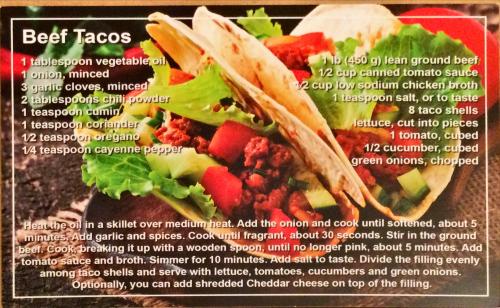 Beef Tacos
1 tablespoon vegetable oil
1 onion, minced
3 garlic cloves, minced
2 tablespoons chili powder
1 teaspoon cumin
1 teaspoon coriander
1/2 teaspoon oregano
1/4 teaspoon cayenne pepper
1 lb (450 g) lean ground beef
1/2 cup canned tomato sauce
1/2 cup low sodium chicken broth
1 teaspoon salt, or to taste
8 taco shells
lettuce, cut into pieces
1 tomato, cubed
1/2 cucumber, cubed
green onions, chopped
Heat the oil in a skillet over medium heat. Add the onion and cook until softened, about 5
minutes. Add garlic and spices. Cook until fragrant, about 30 seconds. Stir in the ground
beef. Cook, breaking it up with a wooden spoon, until no longer pink, about 5 minutes. Add
tomato sauce and broth. Simmer for 10 minutes. Add salt to taste. Divide the filling evenly
among taco shells and serve with lettuce, tomatoes, cucumbers and green onions.
Optionally, you can add shredded Cheddar cheese on top of the filling.